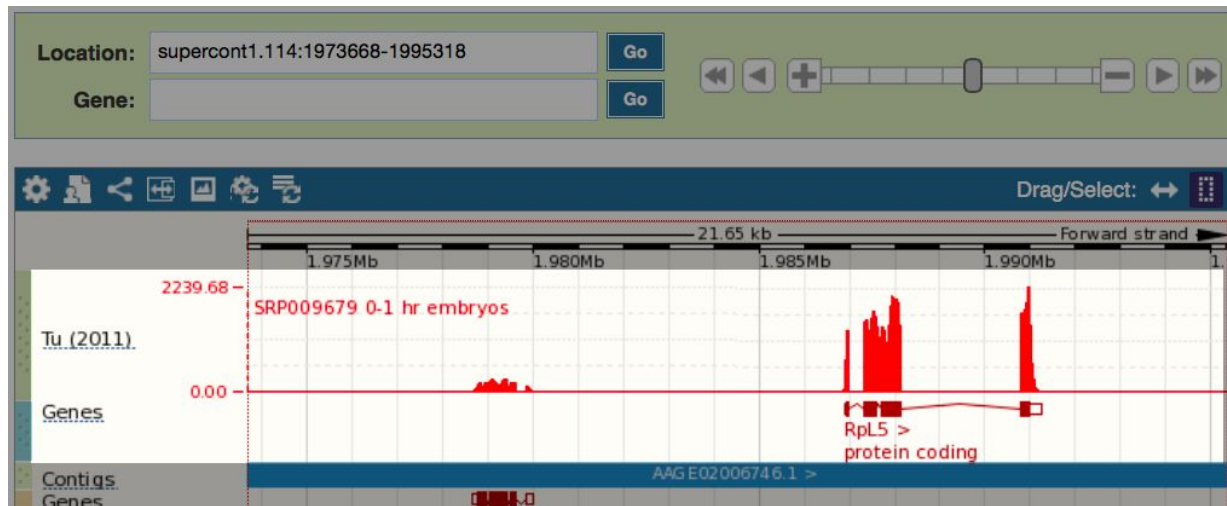 Location: supercont1.114:1973668-1995318 Go
Gene: Go
Drag/Select:
21.65 kb Forward strand
1.975Mb 1.980Mb 1.985Mb 1.990Mb 1.
2239.68
SRP009679 0-1 hr embryos
Tu (2011)
0.00
Genes
RpL5 >
protein coding
Contigs AAGE02006746.1 >
Genes